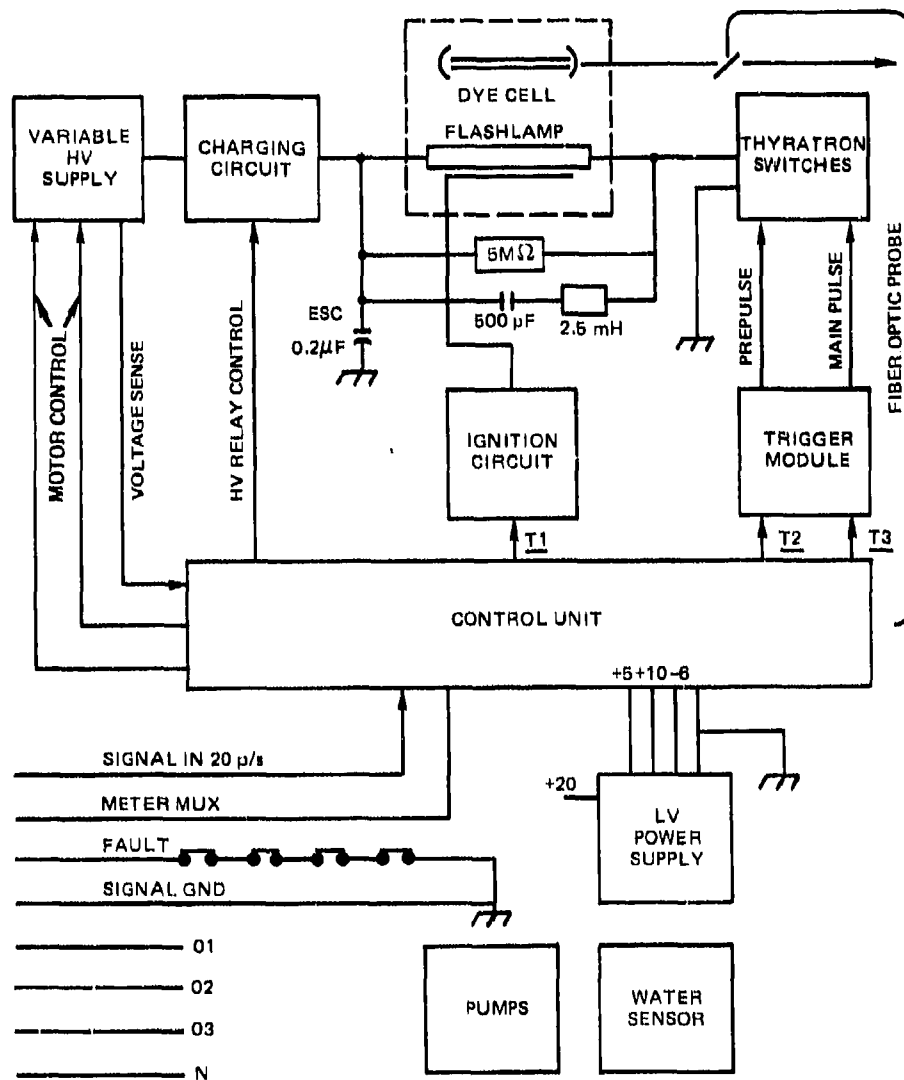 DYE CELL
FLASHLAMP
VARIABLE
HV
SUPPLY
CHARGING
CIRCUIT
THYRATRON
SWITCHES
5MΩ
500 pF
2.5 mH
ESC
0.2μF
MOTOR CONTROL
VOLTAGE SENSE
HV RELAY CONTROL
PREPULSE
MAIN PULSE
FIBER OPTIC PROBE
IGNITION
CIRCUIT
TRIGGER
MODULE
T1
T2
T3
CONTROL UNIT
+5 +10 -6
SIGNAL IN 20 p/s
METER MUX
FAULT
SIGNAL GND
+20
LV
POWER
SUPPLY
01
02
03
N
PUMPS
WATER
SENSOR